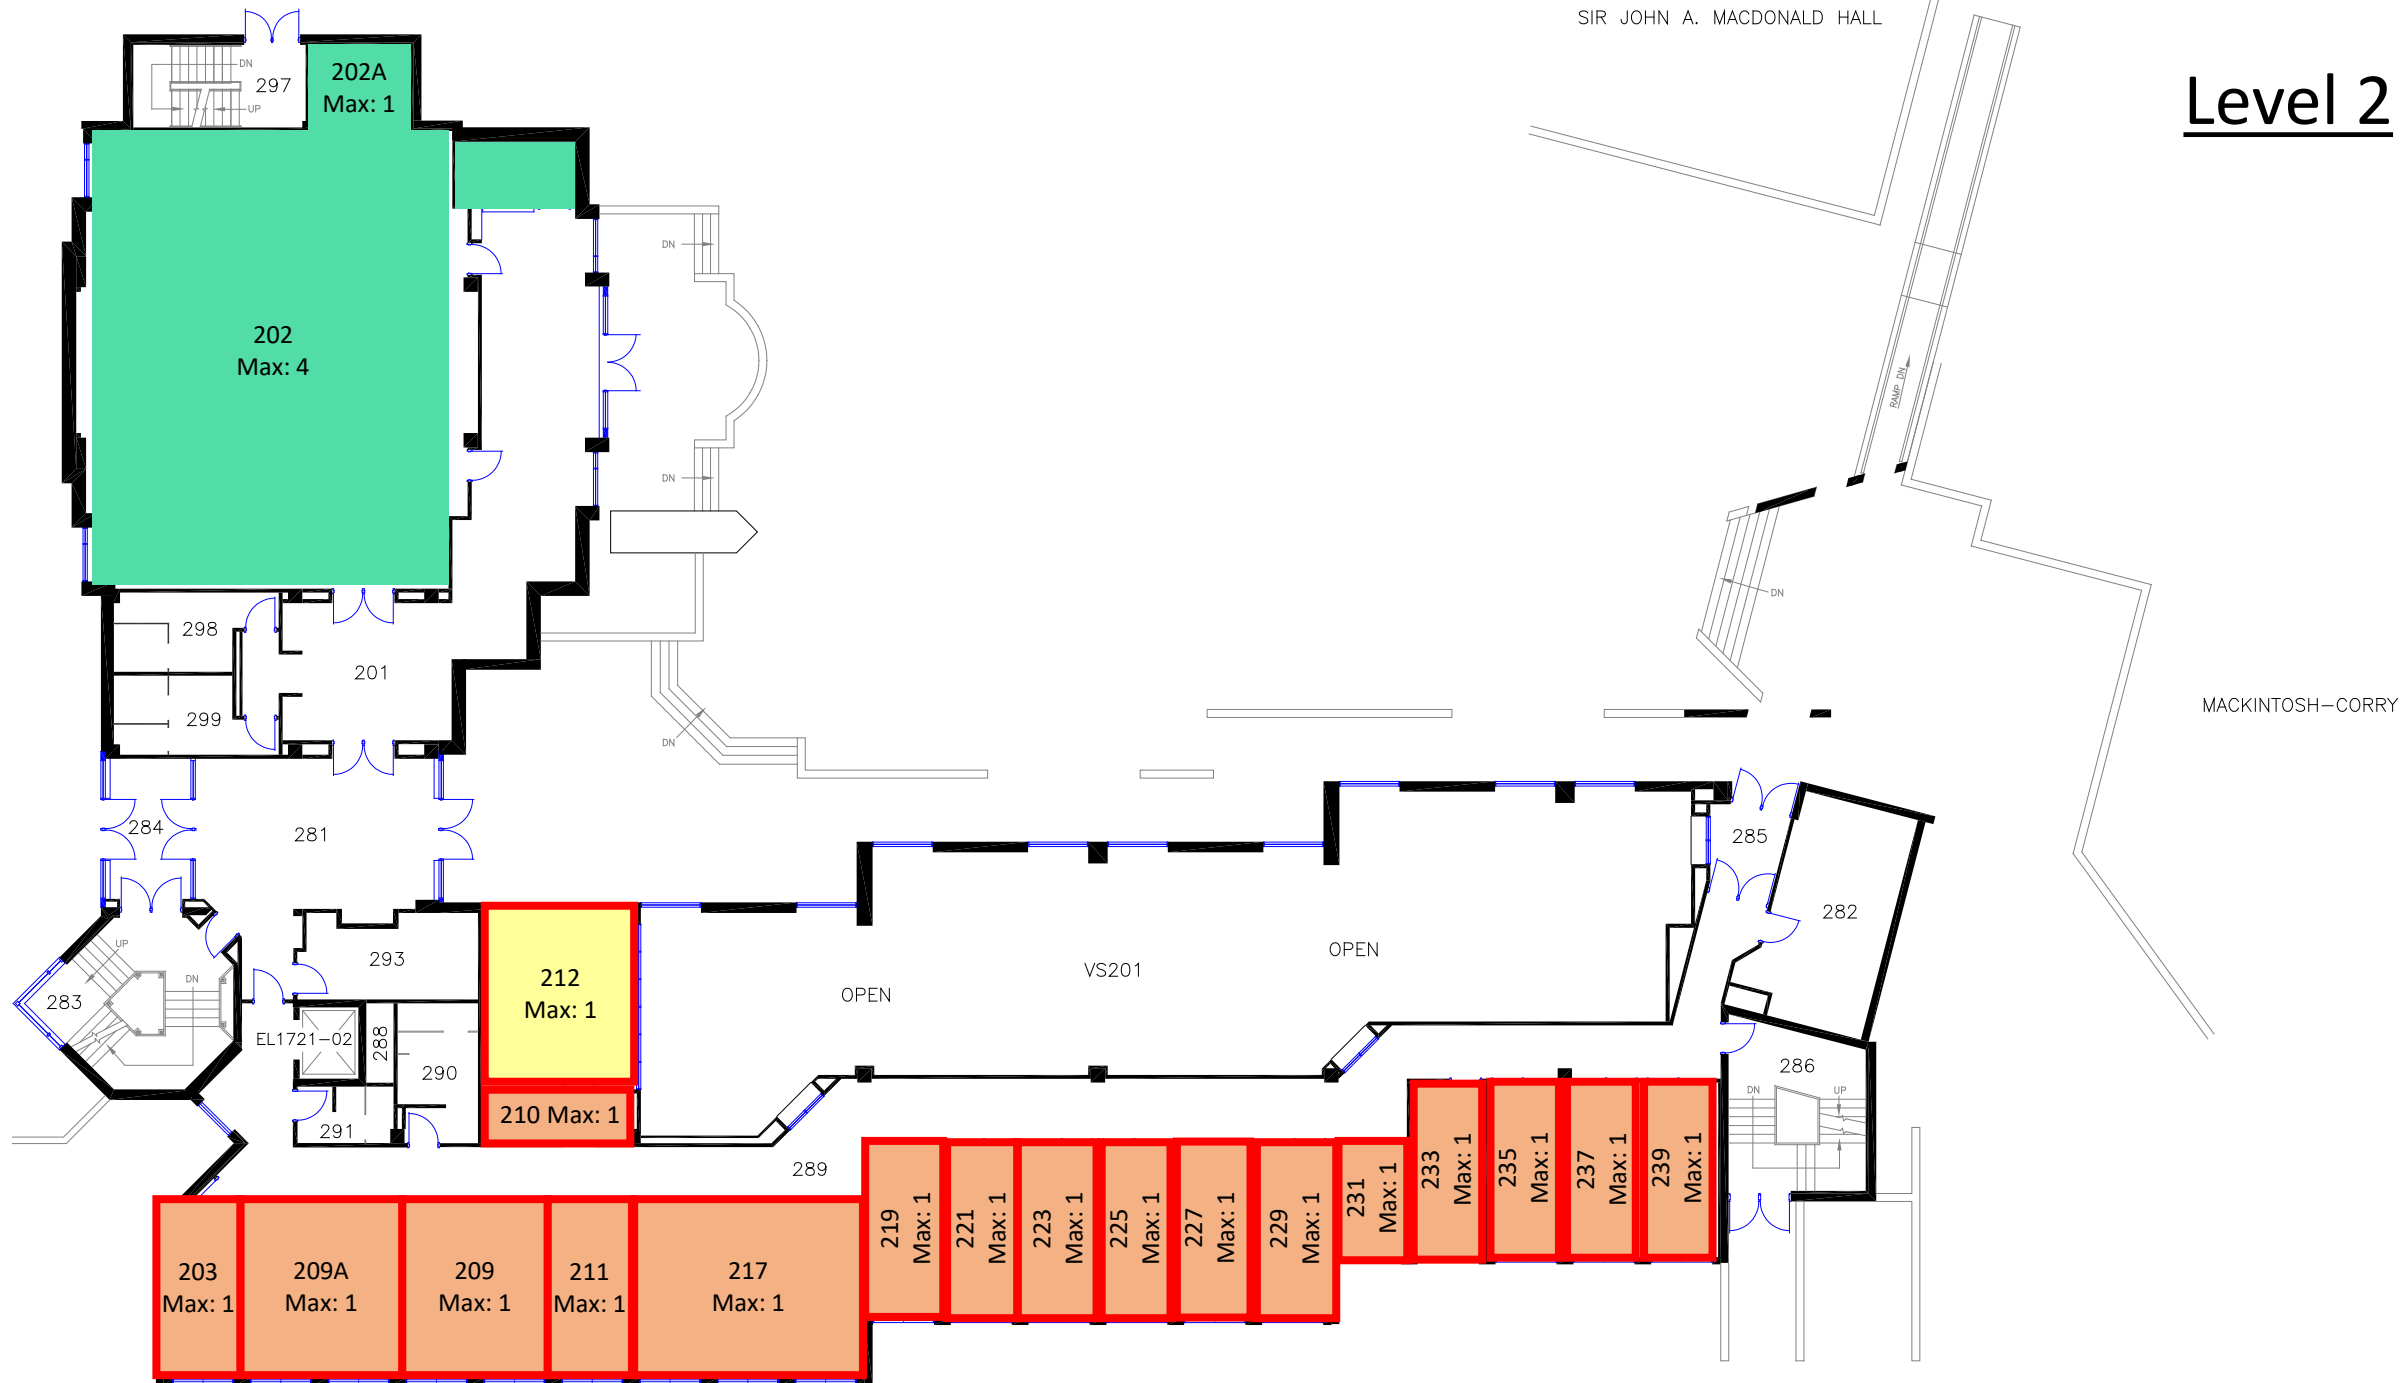 SIR JOHN A. MACDONALD HALL
Level 2
DN
297
UP
202A
Max: 1
DN
202
Max: 4
RAMP DN
DN
DN
298
201
299
DN
MACKINTOSH-CORRY
284
281
285
282
UP
293
DN
283
212
Max: 1
OPEN
VS201
OPEN
EL1721-02
288
290
286
DN
UP
210 Max: 1
291
289
203
Max: 1
209A
Max: 1
209
Max: 1
211
Max: 1
217
Max: 1
219
Max: 1
221
Max: 1
223
Max: 1
225
Max: 1
227
Max: 1
229
Max: 1
231
Max: 1
233
Max: 1
235
Max: 1
237
Max: 1
239
Max: 1